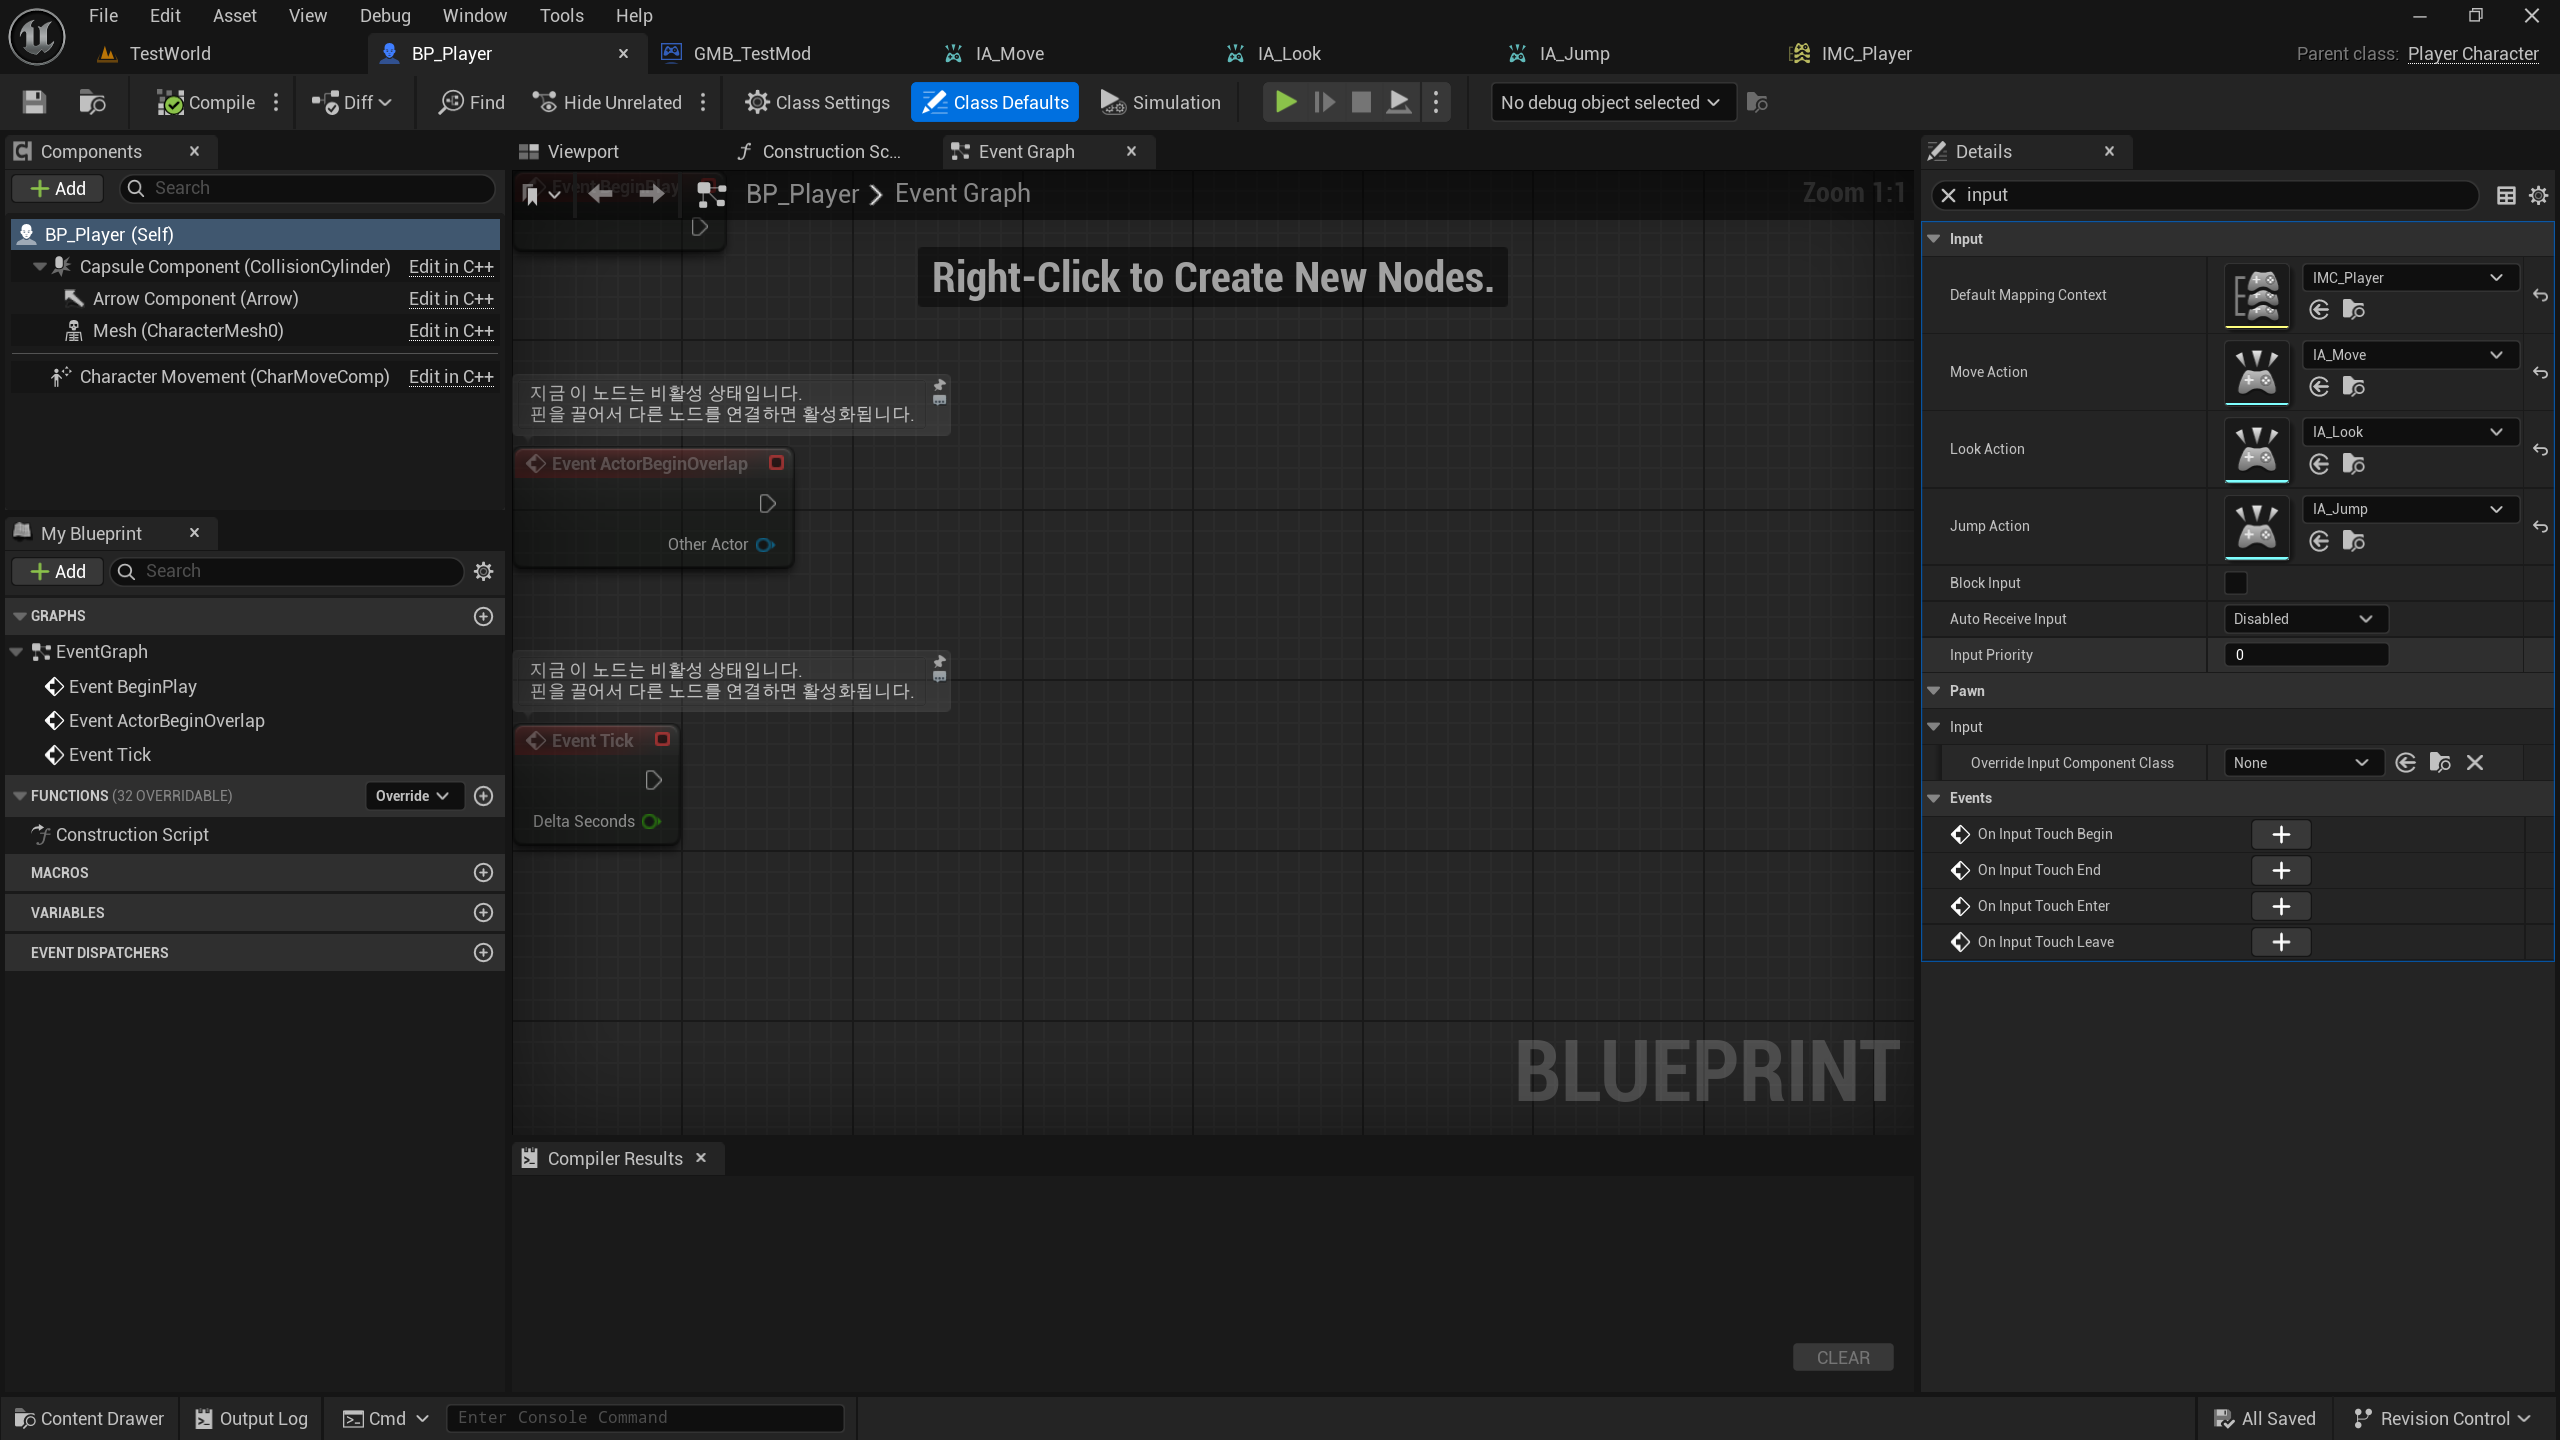 File Edit Asset View Debug Window Tools Help
TestWorld BP_Player GMB_TestMod IA_Move IA_Look IA_Jump IMC_Player Parent class: Player Character
Compile Diff Find Hide Unrelated Class Settings Class Defaults Simulation No debug object selected
Components
Add Search
BP_Player (Self)
Capsule Component (CollisionCylinder) Edit in C++
Arrow Component (Arrow) Edit in C++
Mesh (CharacterMesh0) Edit in C++
Character Movement (CharMoveComp) Edit in C++
My Blueprint
Add Search
GRAPHS
EventGraph
Event BeginPlay
Event ActorBeginOverlap
Event Tick
FUNCTIONS (32 OVERRIDABLE) Override
Construction Script
MACROS
VARIABLES
EVENT DISPATCHERS
Viewport Construction Sc... Event Graph
Event BeginPlay
BP_Player > Event Graph Zoom 1:1
Right-Click to Create New Nodes.
지금 이 노드는 비활성 상태입니다.
핀을 끌어서 다른 노드를 연결하면 활성화됩니다.
Event ActorBeginOverlap
Other Actor
지금 이 노드는 비활성 상태입니다.
핀을 끌어서 다른 노드를 연결하면 활성화됩니다.
Event Tick
Delta Seconds
BLUEPRINT
Compiler Results
CLEAR
Details
input
Input
Default Mapping Context IMC_Player
Move Action IA_Move
Look Action IA_Look
Jump Action IA_Jump
Block Input
Auto Receive Input Disabled
Input Priority 0
Pawn
Input
Override Input Component Class None
Events
On Input Touch Begin
On Input Touch End
On Input Touch Enter
On Input Touch Leave
Content Drawer Output Log Cmd Enter Console Command All Saved Revision Control